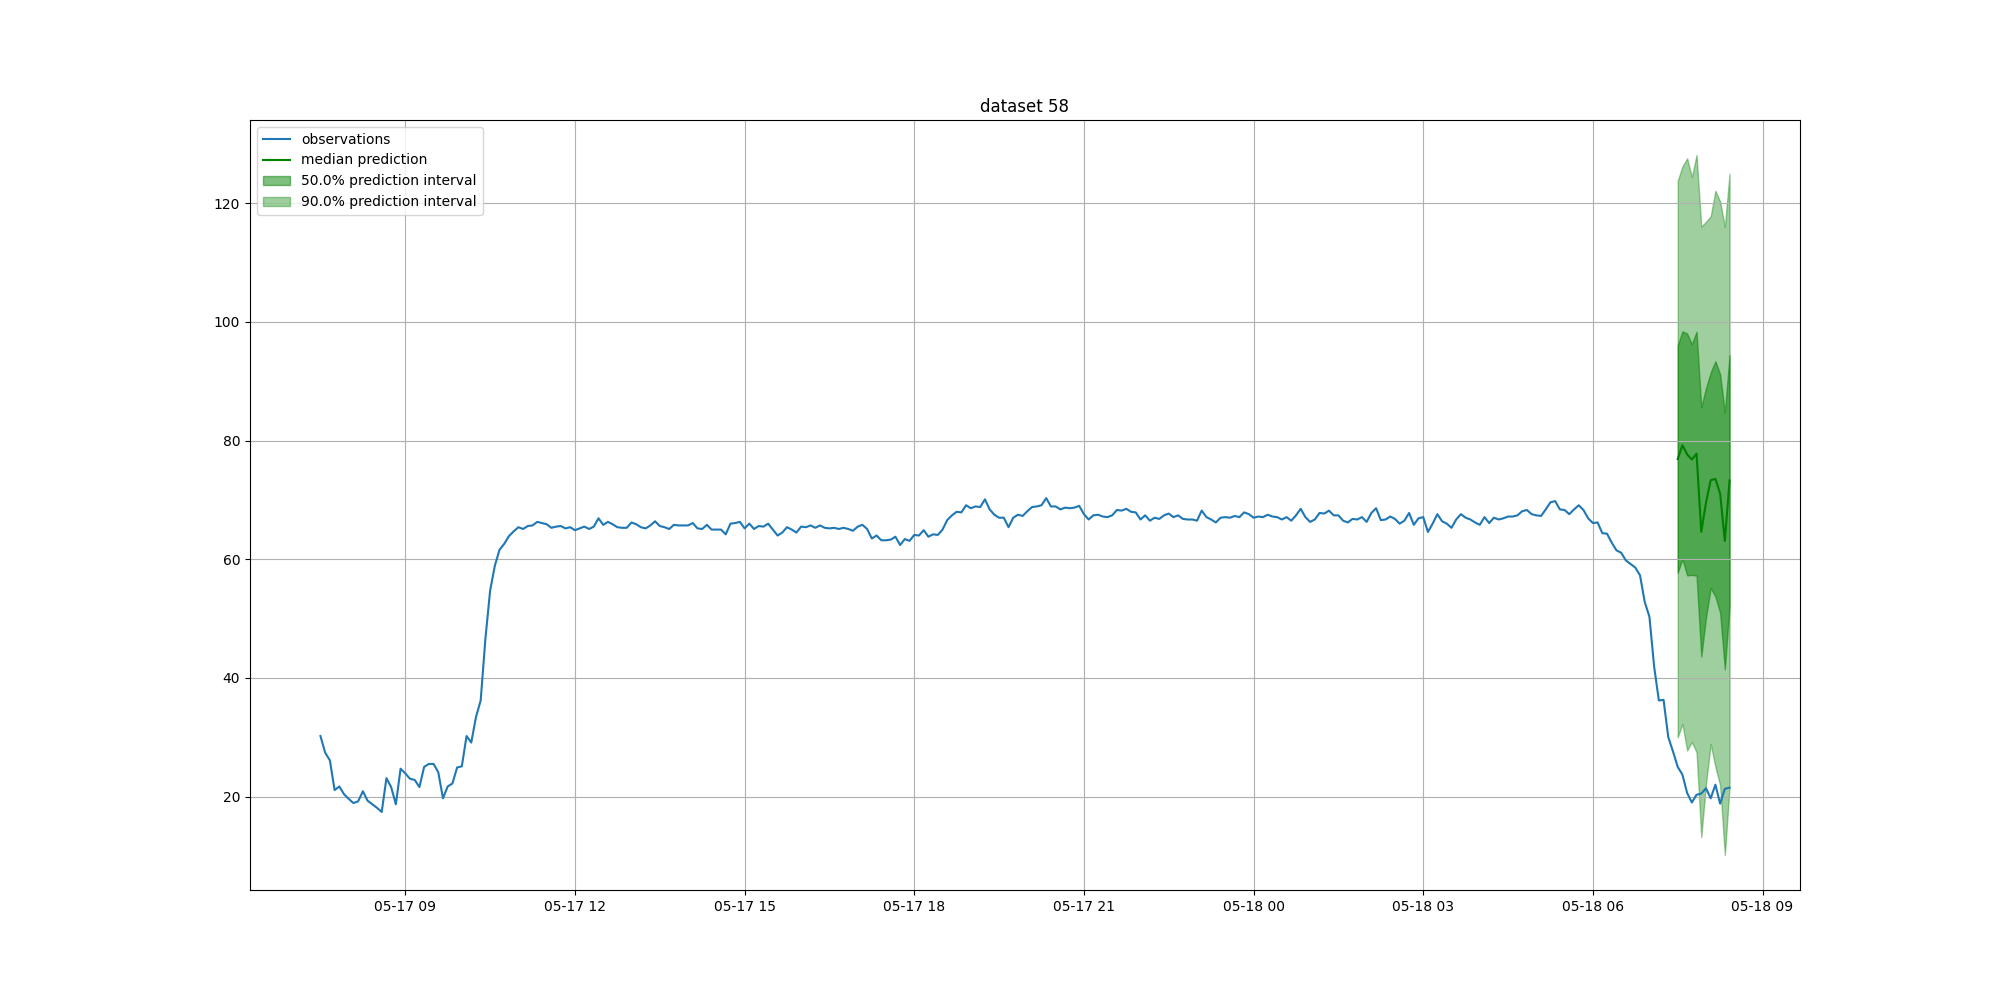 dataset 58
observations
median prediction
50.0% prediction interval
90.0% prediction interval
120
100
80
60
40
20
05-17 09 05-17 12 05-17 15 05-17 18 05-17 21 05-18 00 05-18 03 05-18 06 05-18 09